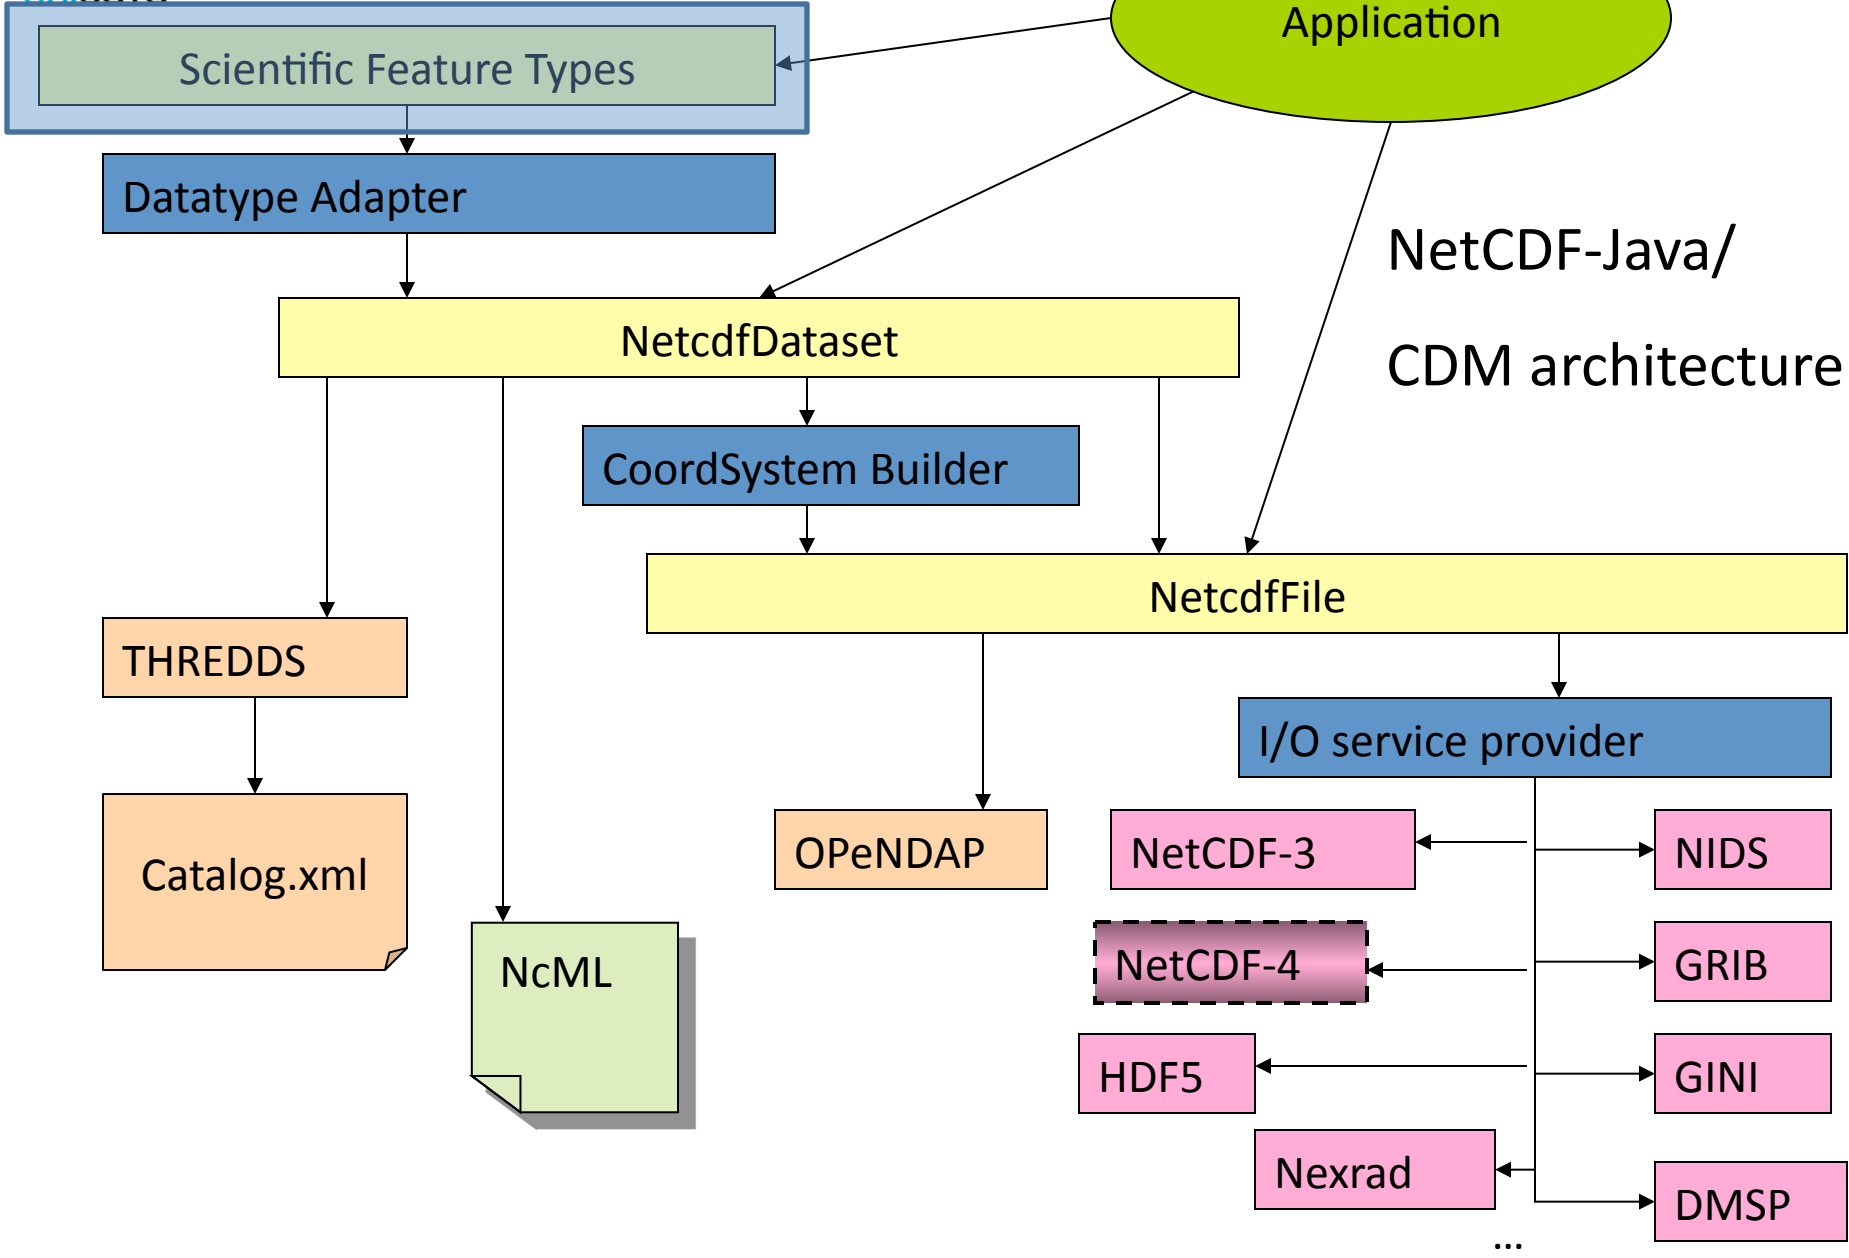 Application
Scientific Feature Types
Datatype Adapter
NetCDF-Java/
CDM architecture
NetcdfDataset
CoordSystem Builder
NetcdfFile
THREDDS
I/O service provider
Catalog.xml
OPeNDAP
NetCDF-3
NIDS
NcML
NetCDF-4
GRIB
HDF5
GINI
Nexrad
DMSP
...